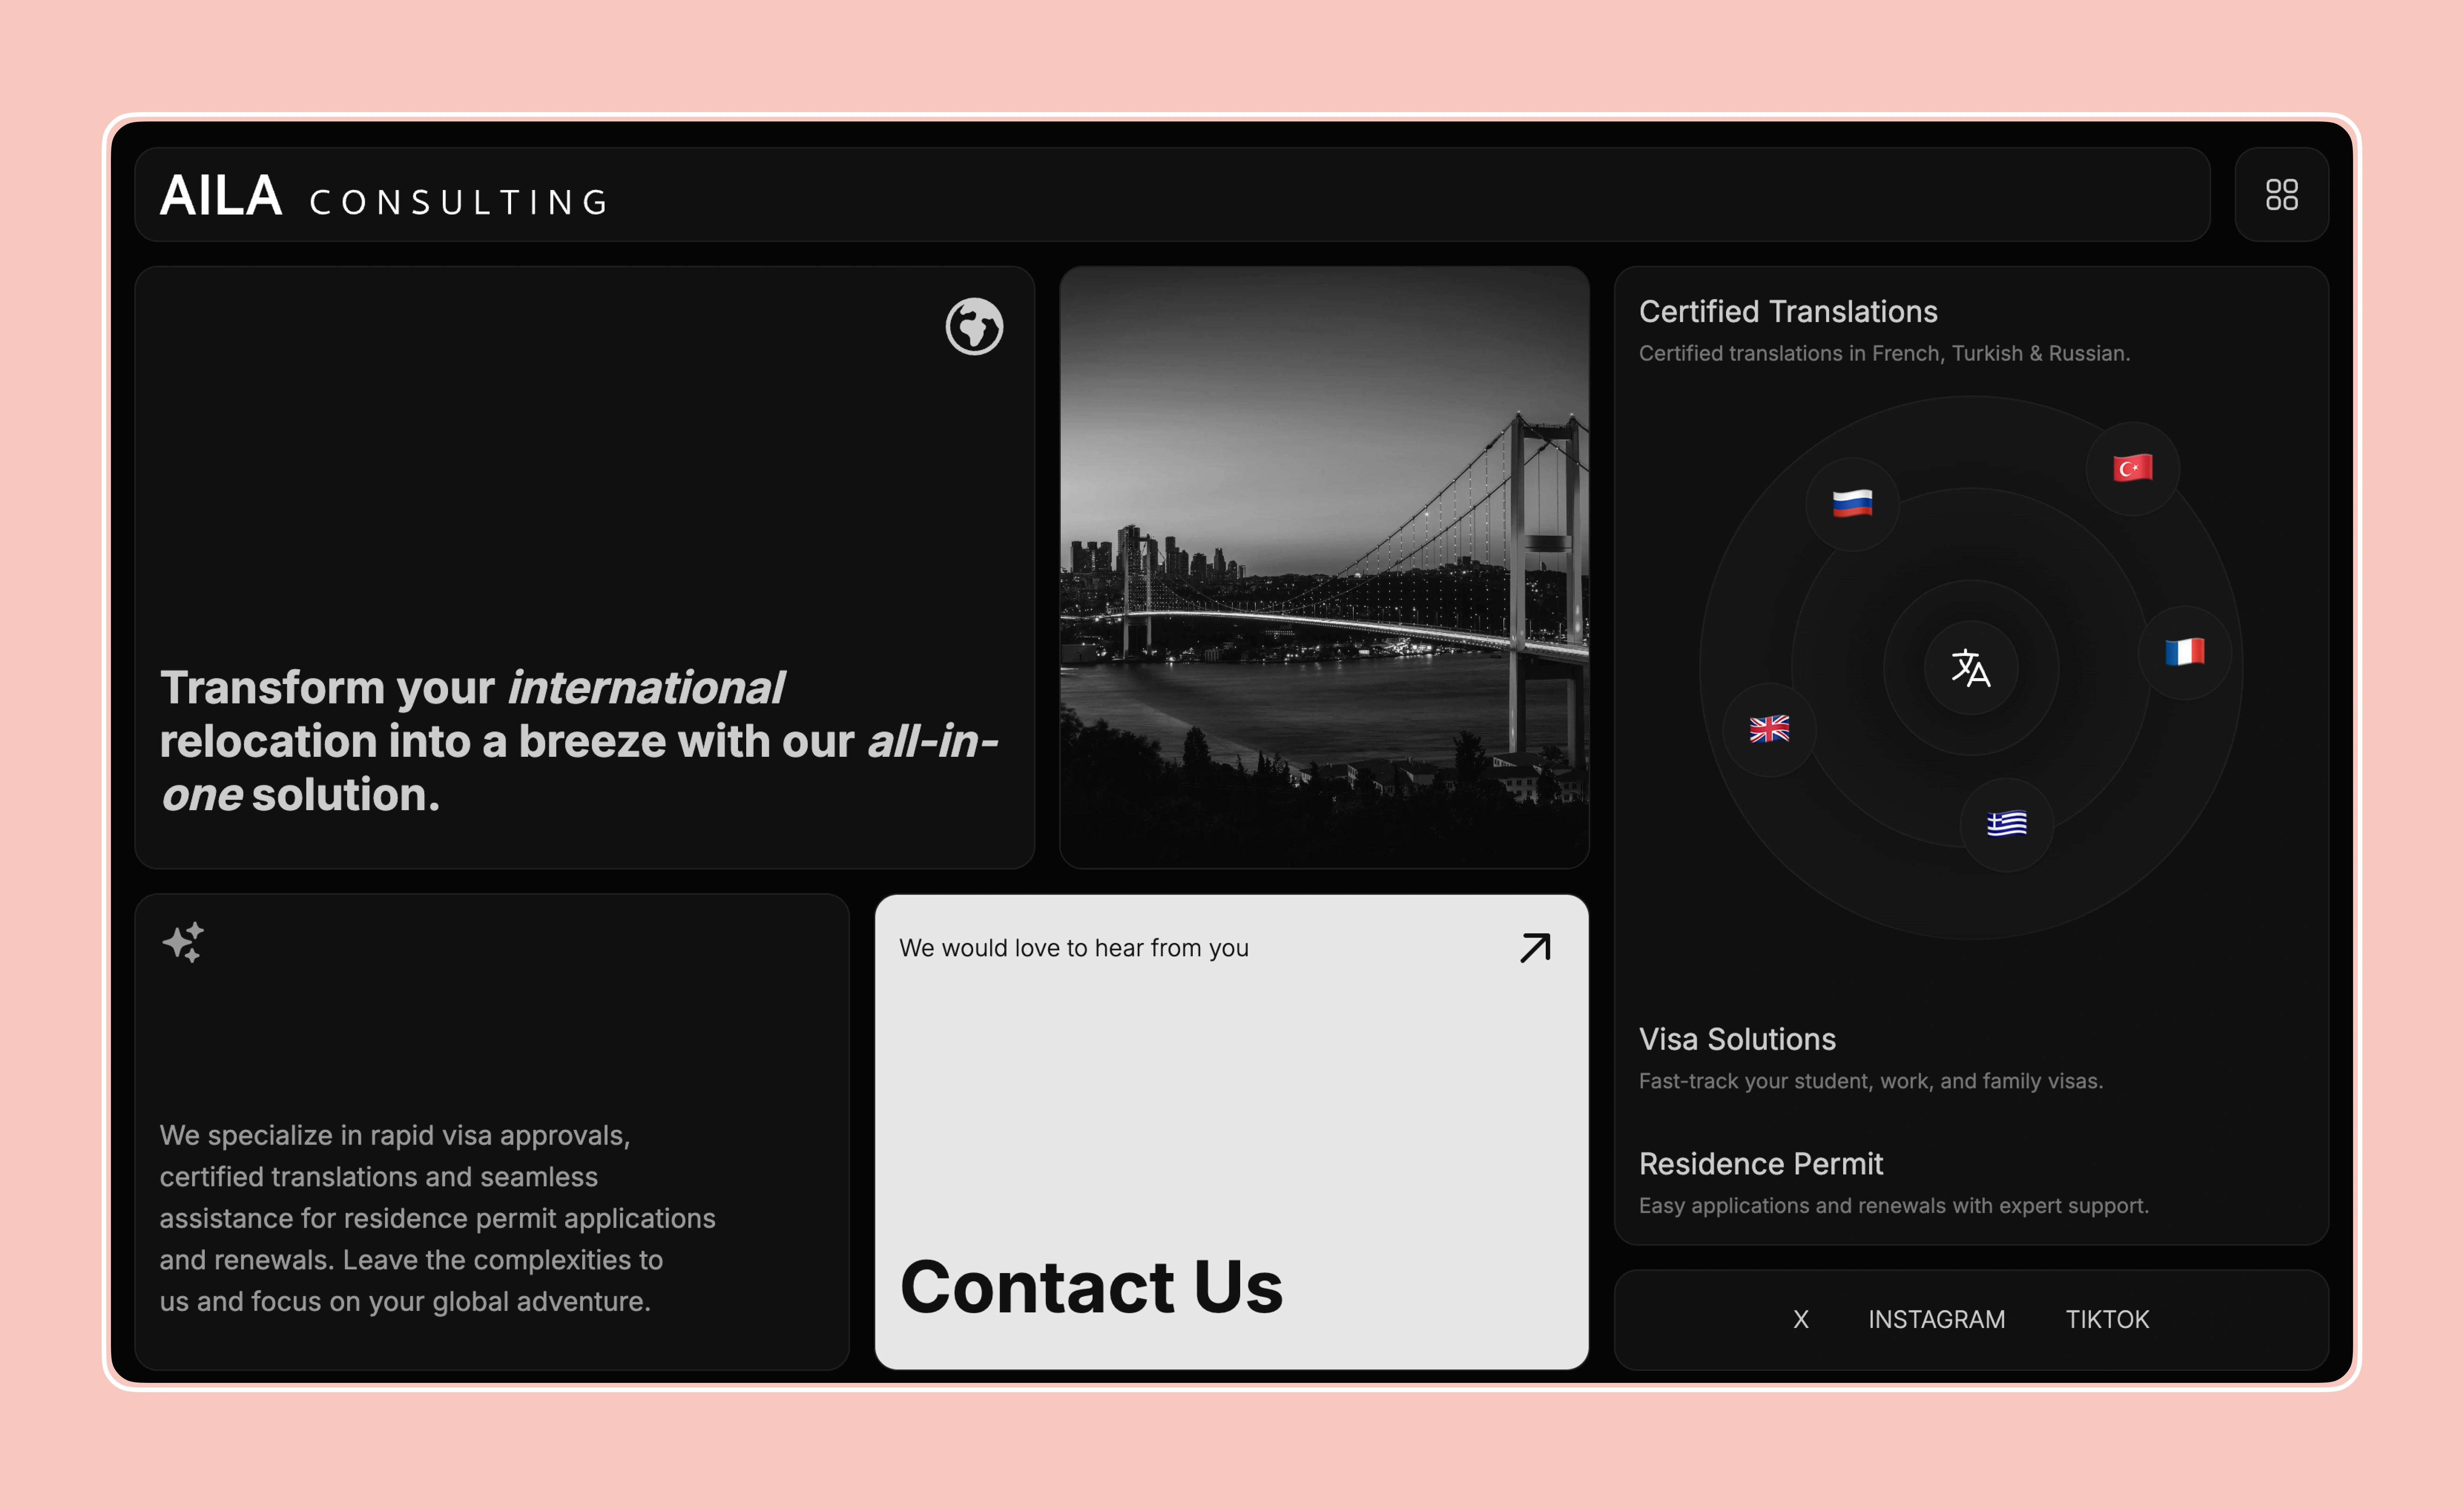 AILA CONSULTING
Transform your international
relocation into a breeze with our all-in-
one solution.
Certified Translations
Certified translations in French, Turkish & Russian.
Visa Solutions
Fast-track your student, work, and family visas.
Residence Permit
Easy applications and renewals with expert support.
We specialize in rapid visa approvals,
certified translations and seamless
assistance for residence permit applications
and renewals. Leave the complexities to
us and focus on your global adventure.
We would love to hear from you
Contact Us
X INSTAGRAM TIKTOK